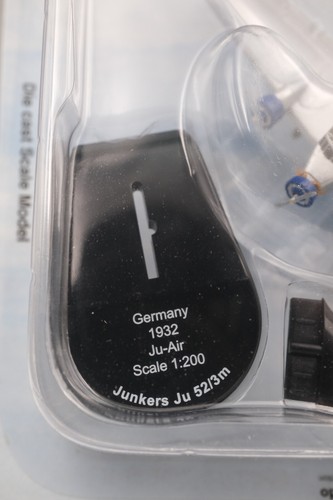 Die cast Scale Model
Germany
1932
Ju-Air
Scale 1:200
Junkers Ju 52/3m